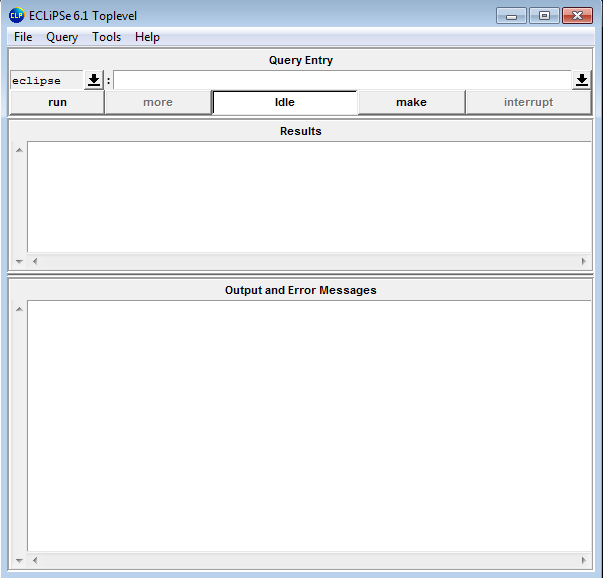 CLP ECLiPSe 6.1 Toplevel
File Query Tools Help
Query Entry
eclipse :
run more Idle make interrupt
Results
Output and Error Messages